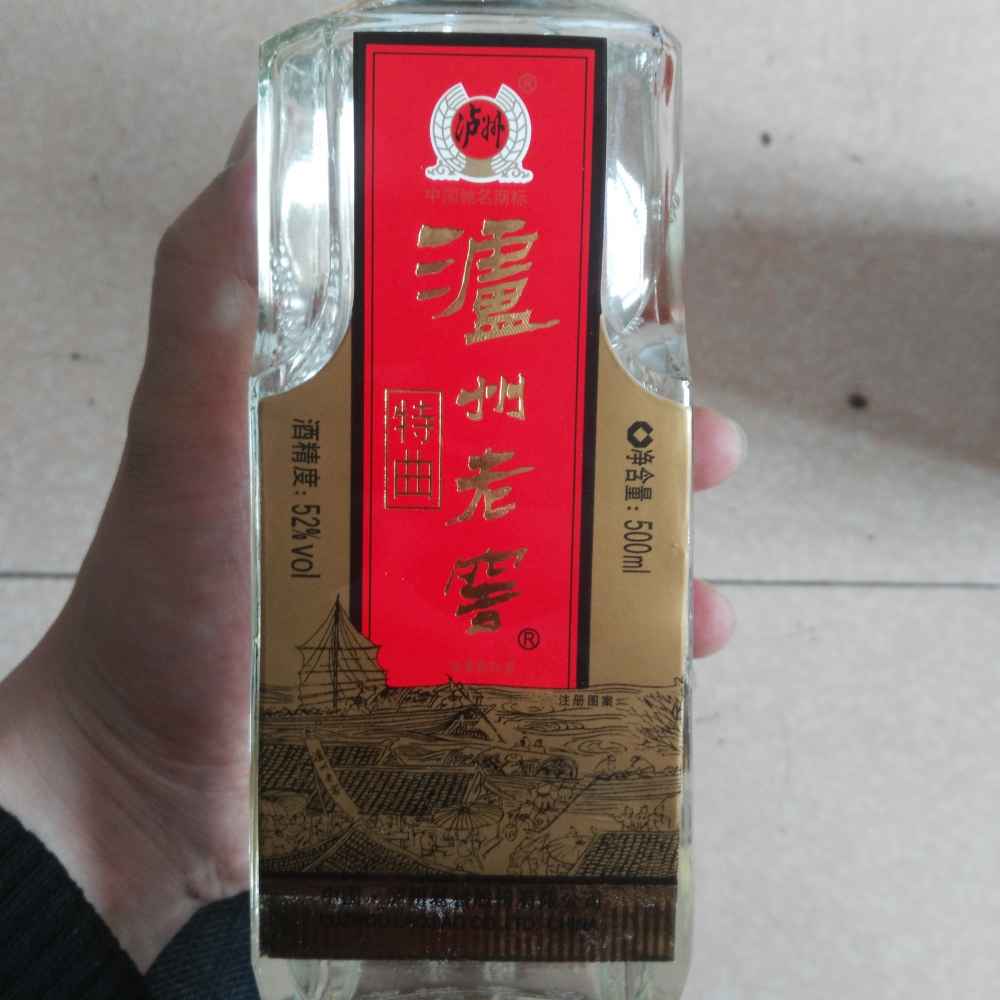 泸州
®
中国驰名商标
瀘州老窖
®
特曲
酒精度：52%vol
净含量：500ml
注册图案